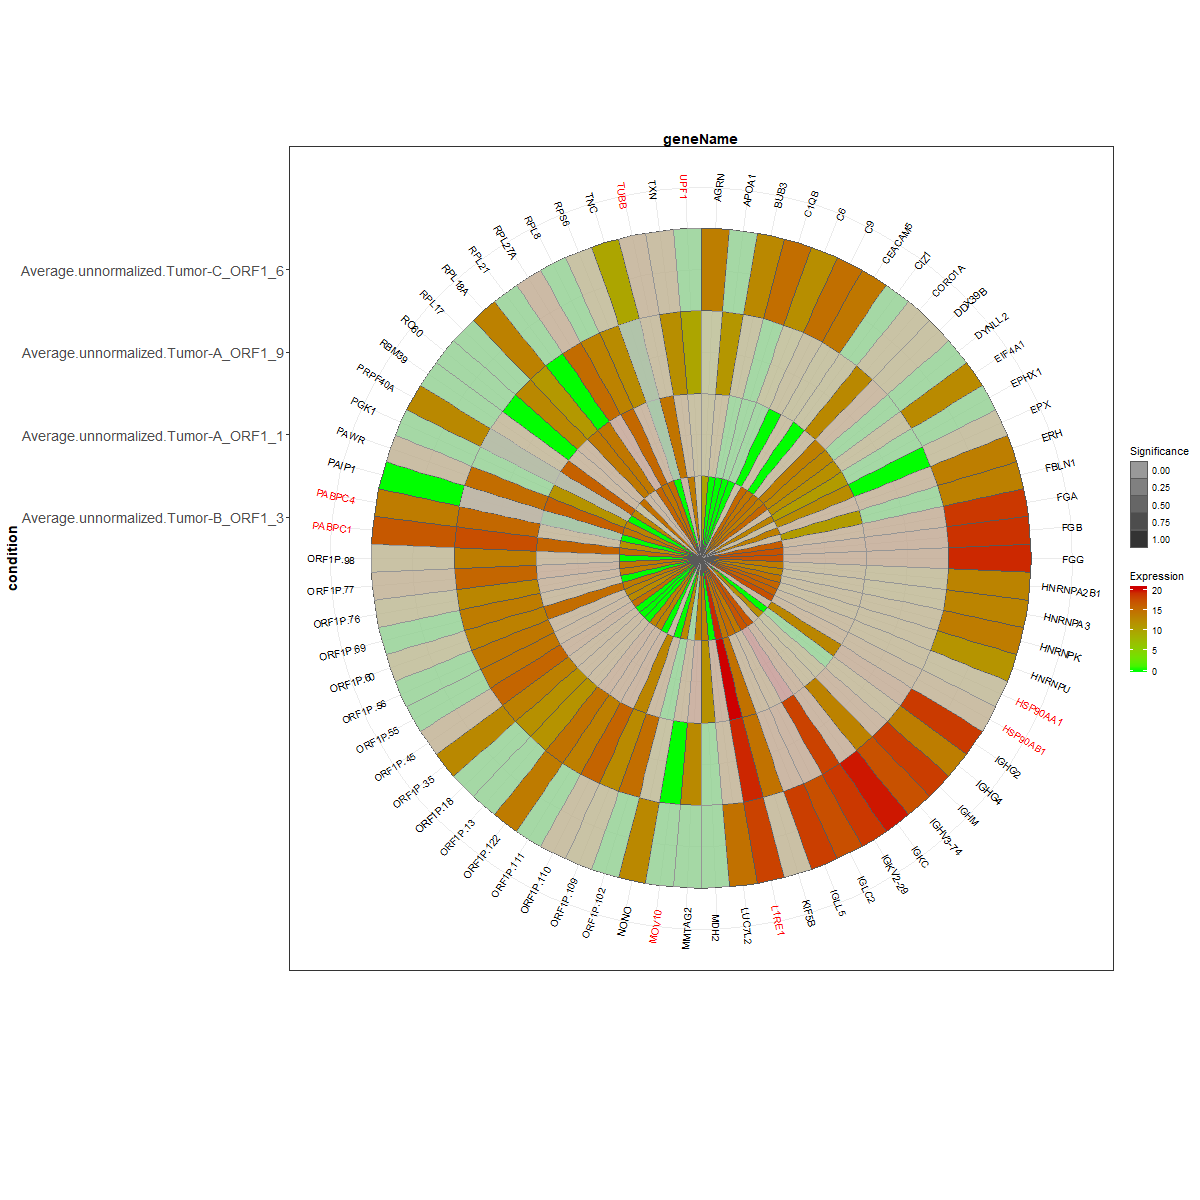 geneName
condition
Average.unnormalized.Tumor-C_ORF1_6
Average.unnormalized.Tumor-A_ORF1_9
Average.unnormalized.Tumor-A_ORF1_1
Average.unnormalized.Tumor-B_ORF1_3
AGRN
APOA1
BUB3
C1QB
C6
C9
CEACAM5
CIZ1
CORO1A
DDX39B
DYNLL2
EIF4A1
EPHX1
EPX
ERH
FBLN1
FGA
FGB
FGG
HNRNPA2B1
HNRNPA3
HNRNPK
HNRNPU
HSP90AA1
HSP90AB1
IGHG2
IGHG4
IGHM
IGHV3-74
IGKC
IGKV2-29
IGLC2
IGLL5
KIF5B
L1RE1
LUC7L2
MDH2
MMTAG2
MOV10
NONO
ORF1P.102
ORF1P.109
ORF1P.110
ORF1P.111
ORF1P.122
ORF1P.13
ORF1P.18
ORF1P.35
ORF1P.45
ORF1P.55
ORF1P.56
ORF1P.60
ORF1P.69
ORF1P.76
ORF1P.77
ORF1P.98
PABPC1
PABPC4
PAIP1
PAWR
PGK1
PRPF40A
RBM39
RO60
RPL17
RPL18A
RPL21
RPL27A
RPL8
RPS6
TNC
TUBB
TXN
UPF1
Significance
0.00
0.25
0.50
0.75
1.00
Expression
20
15
10
5
0